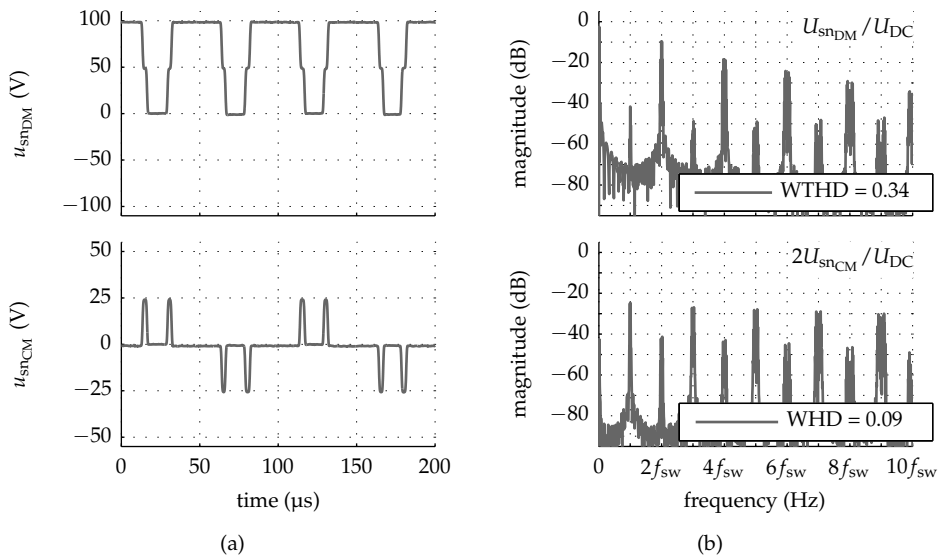 100
50
0
−50
−100
u_snDM (V)
50
25
0
−25
−50
u_snCM (V)
0 50 100 150 200
time (µs)
(a)
0
−20
−40
−60
−80
magnitude (dB)
U_snDM/U_DC
WTHD = 0.34
0
−20
−40
−60
−80
magnitude (dB)
2U_snCM/U_DC
WHD = 0.09
0 2f_sw 4f_sw 6f_sw 8f_sw 10f_sw
frequency (Hz)
(b)